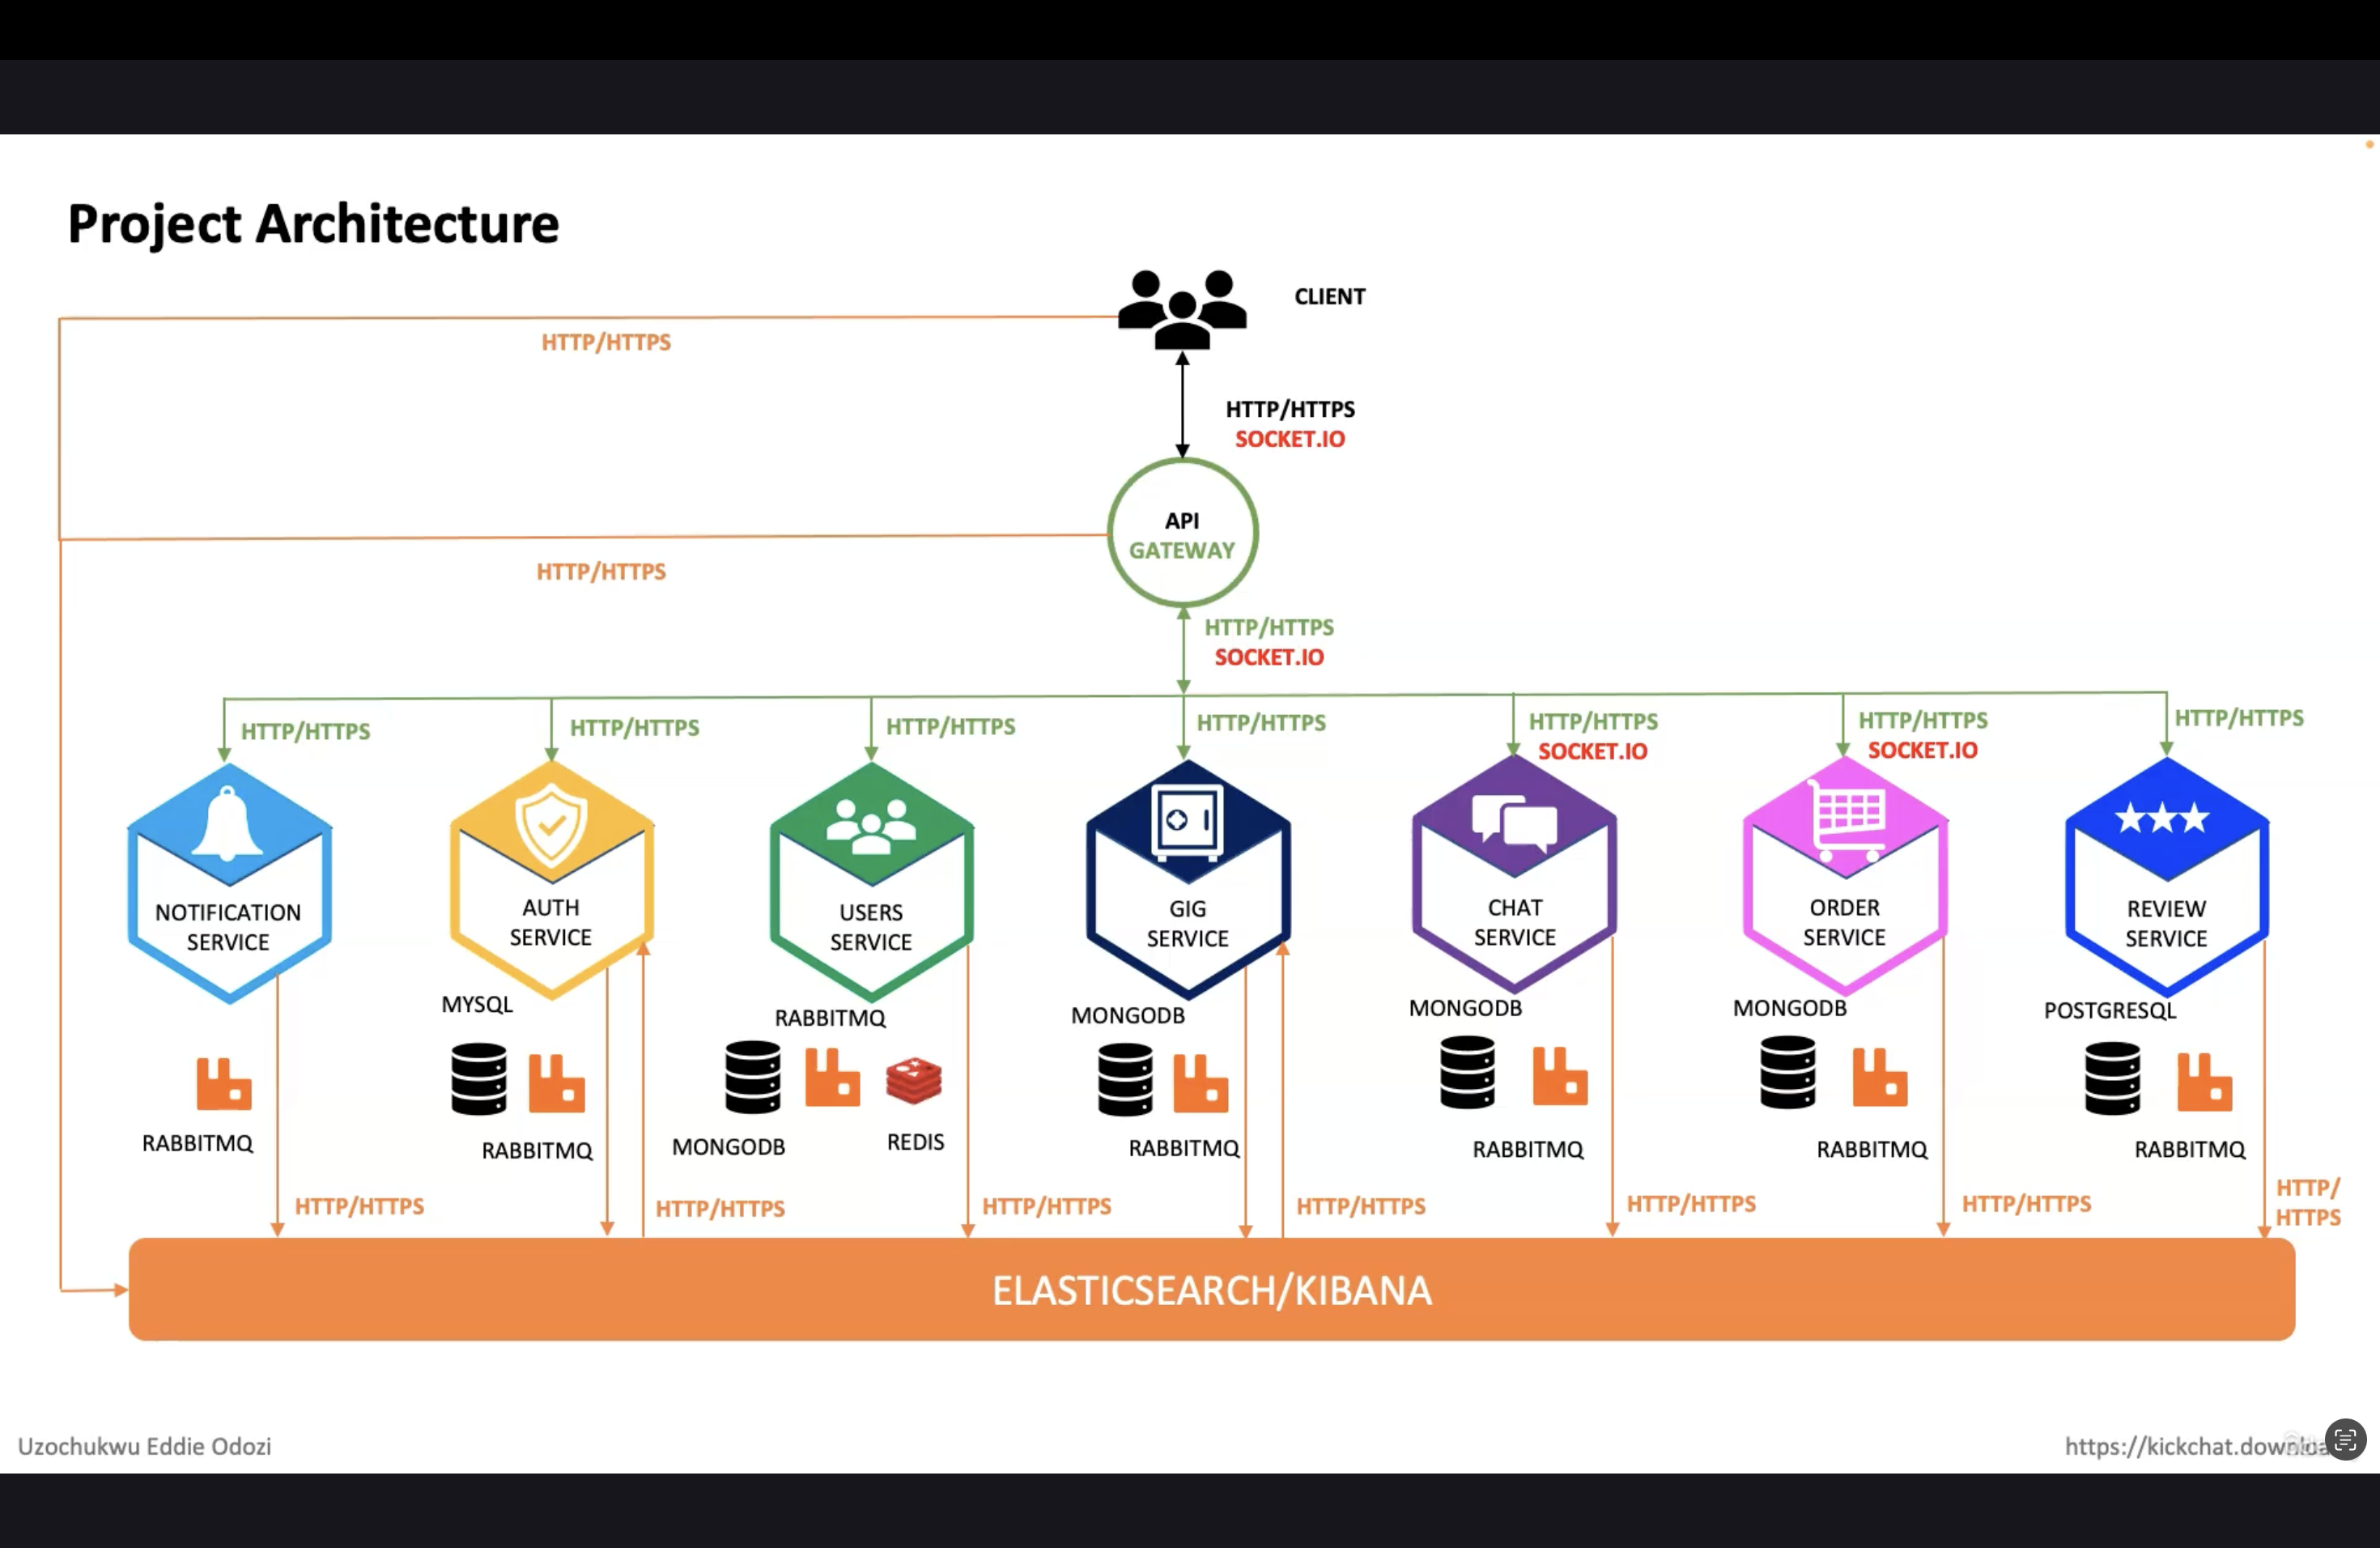 Project Architecture
CLIENT
HTTP/HTTPS
HTTP/HTTPS
SOCKET.IO
API
GATEWAY
HTTP/HTTPS
HTTP/HTTPS
SOCKET.IO
HTTP/HTTPS
HTTP/HTTPS
HTTP/HTTPS
HTTP/HTTPS
HTTP/HTTPS
SOCKET.IO
HTTP/HTTPS
SOCKET.IO
HTTP/HTTPS
NOTIFICATION
SERVICE
AUTH
SERVICE
USERS
SERVICE
GIG
SERVICE
CHAT
SERVICE
ORDER
SERVICE
REVIEW
SERVICE
MYSQL
RABBITMQ
MONGODB
MONGODB
MONGODB
POSTGRESQL
RABBITMQ
RABBITMQ
MONGODB
REDIS
RABBITMQ
RABBITMQ
RABBITMQ
RABBITMQ
HTTP/HTTPS
HTTP/HTTPS
HTTP/HTTPS
HTTP/HTTPS
HTTP/HTTPS
HTTP/HTTPS
HTTP/
HTTPS
ELASTICSEARCH/KIBANA
Uzochukwu Eddie Odozi